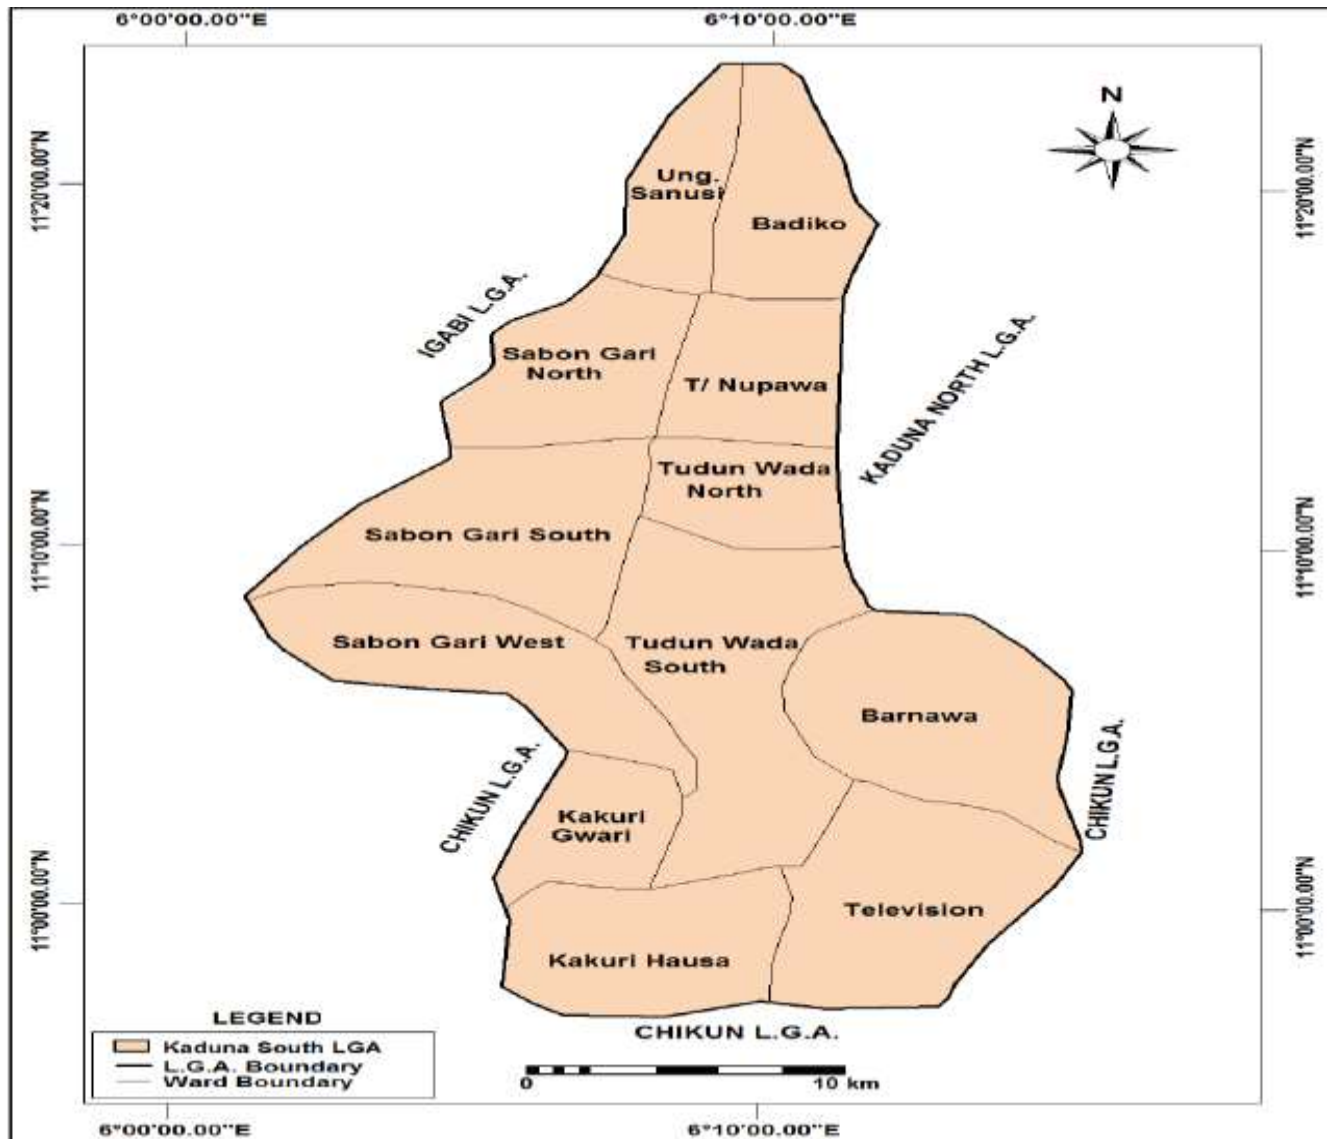 6°00'00.00"E
6°10'00.00"E
N
11°20'00.00"N
11°20'00.00"N
Ung.
Sanusi
Badiko
IGABI L.G.A.
KADUNA NORTH L.G.A.
Sabon Gari
North
T/ Nupawa
Tudun Wada
North
Sabon Gari South
11°10'00.00"N
11°10'00.00"N
Sabon Gari West
Tudun Wada
South
Barnawa
CHIKUN L.G.A.
CHIKUN L.G.A.
Kakuri
Gwari
11°00'00.00"N
11°00'00.00"N
Television
Kakuri Hausa
LEGEND
Kaduna South LGA
L.G.A. Boundary
Ward Boundary
CHIKUN L.G.A.
0
10 km
6°00'00.00"E
6°10'00.00"E